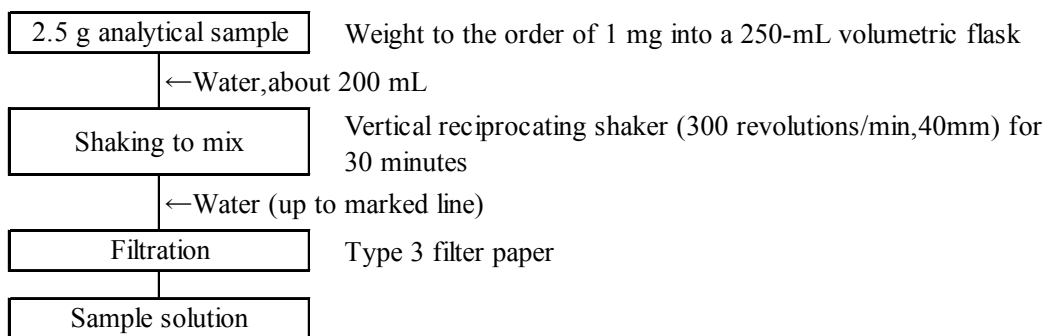 2.5 g analytical sample
Weight to the order of 1 mg into a 250-mL volumetric flask
←Water,about 200 mL
Shaking to mix
Vertical reciprocating shaker (300 revolutions/min,40mm) for
30 minutes
←Water (up to marked line)
Filtration
Type 3 filter paper
Sample solution